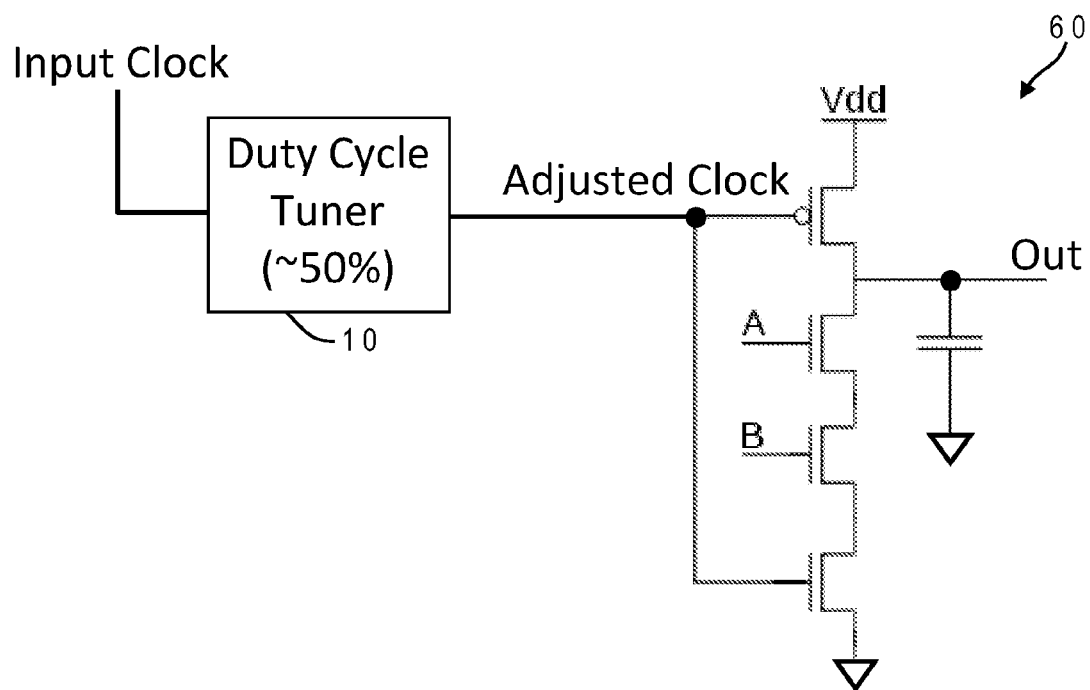 60
Input Clock
Vdd
Duty Cycle
Tuner
(~50%)
Adjusted Clock
Out
10
A
B